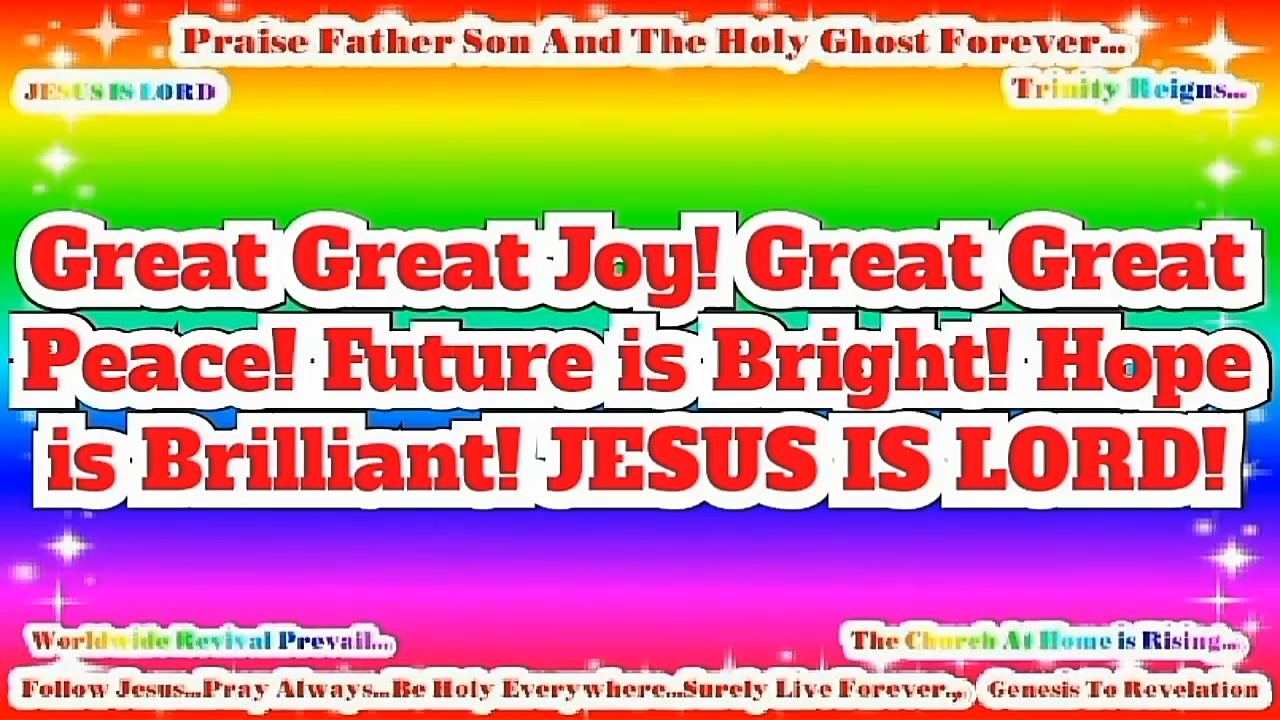 Praise Father Son And The Holy Ghost Forever...
JESUS IS LORD
Trinity Reigns...
Great Great Joy! Great Great
Peace! Future is Bright! Hope
is Brilliant! JESUS IS LORD!
Worldwide Revival Prevail...
The Church At Home is Rising...
Follow Jesus...Pray Always...Be Holy Everywhere...Surely Live Forever...
Genesis To Revelation